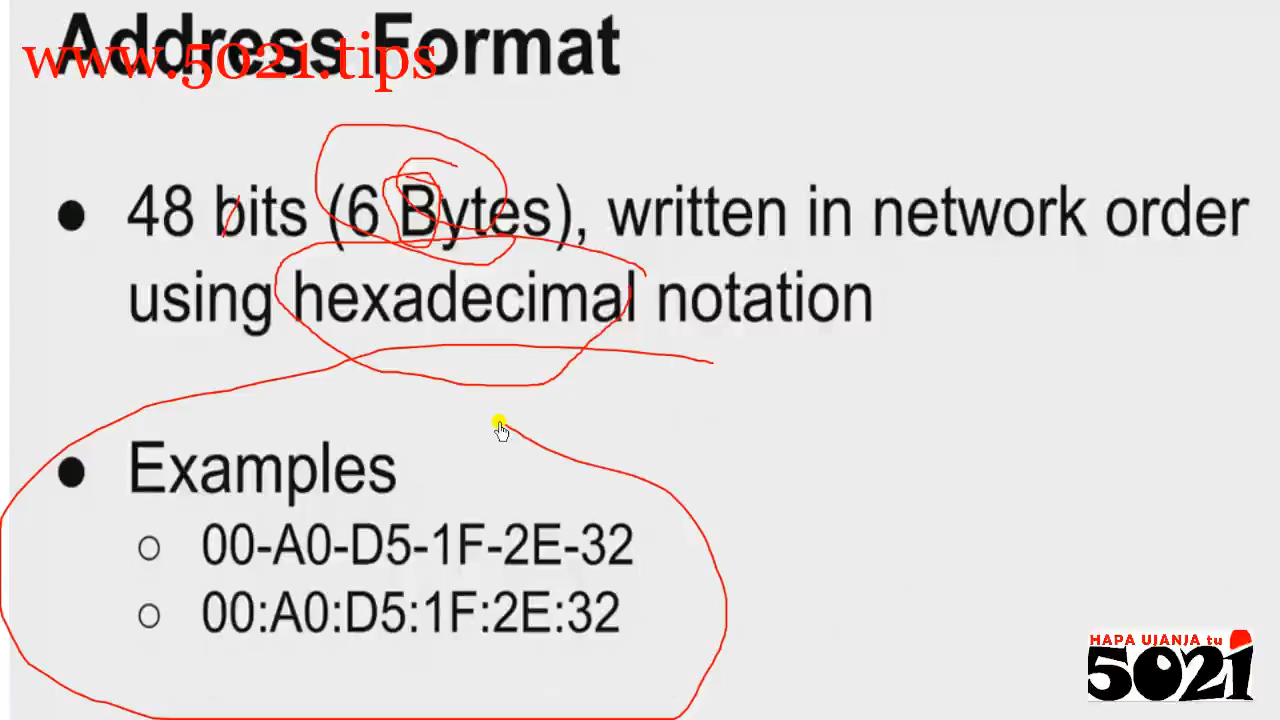 Address Format
www.5021.tips
● 48 bits (6 Bytes), written in network order
using hexadecimal notation
● Examples
○ 00-A0-D5-1F-2E-32
○ 00:A0:D5:1F:2E:32
HAPA UJANJA tu
5021